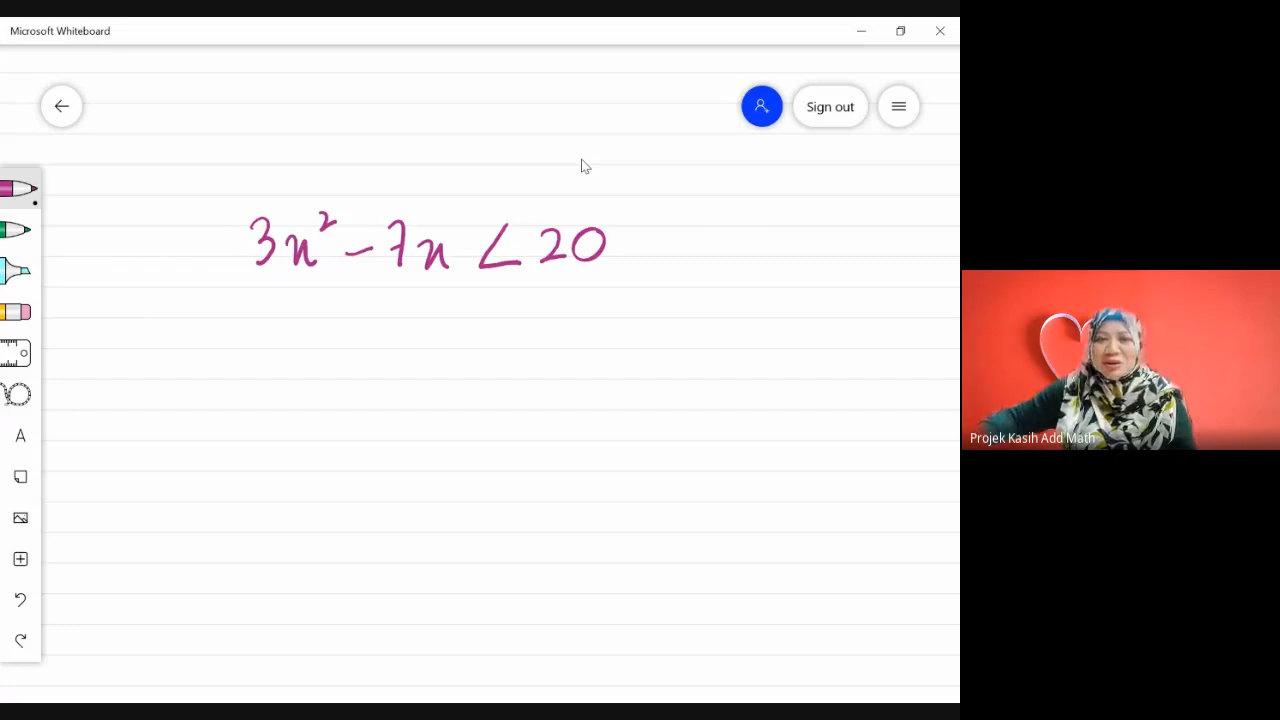 Microsoft Whiteboard
Sign out
3x² - 7x < 20
A
Projek Kasih Add Math